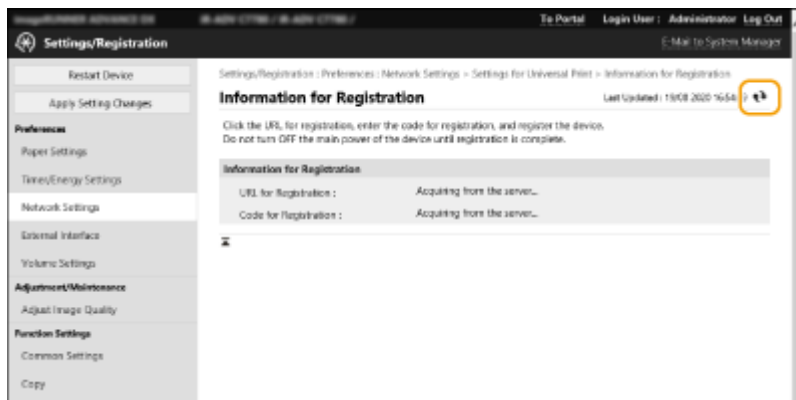 To Portal Login User : Administrator Log Out
Settings/Registration
E-Mail to System Manager
Restart Device
Apply Setting Changes
Preferences
Paper Settings
Timer/Energy Settings
Network Settings
External Interface
Volume Settings
Adjustment/Maintenance
Adjust Image Quality
Function Settings
Common Settings
Copy
Settings/Registration : Preferences : Network Settings > Settings for Universal Print > Information for Registration
Information for Registration
Last Updated : 19/08 2020 16:54:
Click the URL for registration, enter the code for registration, and register the device.
Do not turn OFF the main power of the device until registration is complete.
Information for Registration
URL for Registration : Acquiring from the server...
Code for Registration : Acquiring from the server...